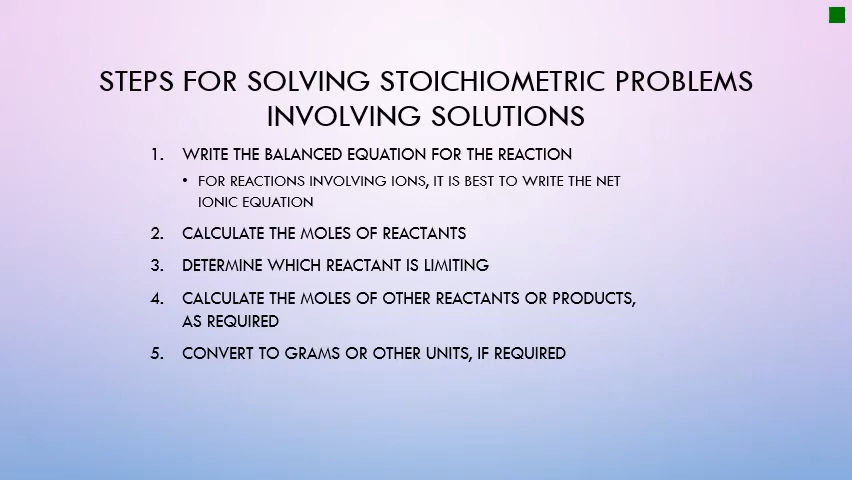 STEPS FOR SOLVING STOICHIOMETRIC PROBLEMS
INVOLVING SOLUTIONS
1. WRITE THE BALANCED EQUATION FOR THE REACTION
• FOR REACTIONS INVOLVING IONS, IT IS BEST TO WRITE THE NET
IONIC EQUATION
2. CALCULATE THE MOLES OF REACTANTS
3. DETERMINE WHICH REACTANT IS LIMITING
4. CALCULATE THE MOLES OF OTHER REACTANTS OR PRODUCTS,
AS REQUIRED
5. CONVERT TO GRAMS OR OTHER UNITS, IF REQUIRED